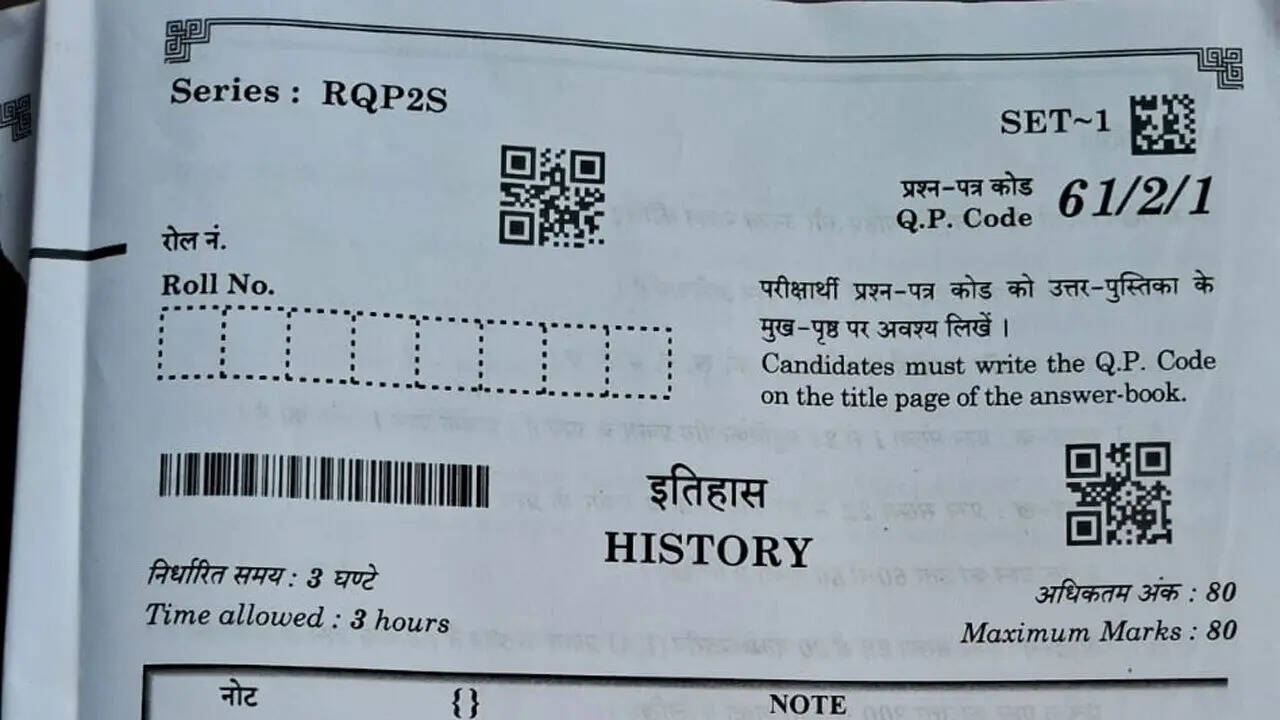 Series : RQP2S
SET~1
प्रश्न-पत्र कोड
Q.P. Code 61/2/1
रोल नं.
Roll No.
परीक्षार्थी प्रश्न-पत्र कोड को उत्तर-पुस्तिका के
मुख-पृष्ठ पर अवश्य लिखें ।
Candidates must write the Q.P. Code
on the title page of the answer-book.
इतिहास
HISTORY
निर्धारित समय : 3 घण्टे
Time allowed : 3 hours
अधिकतम अंक : 80
Maximum Marks : 80
नोट {} NOTE